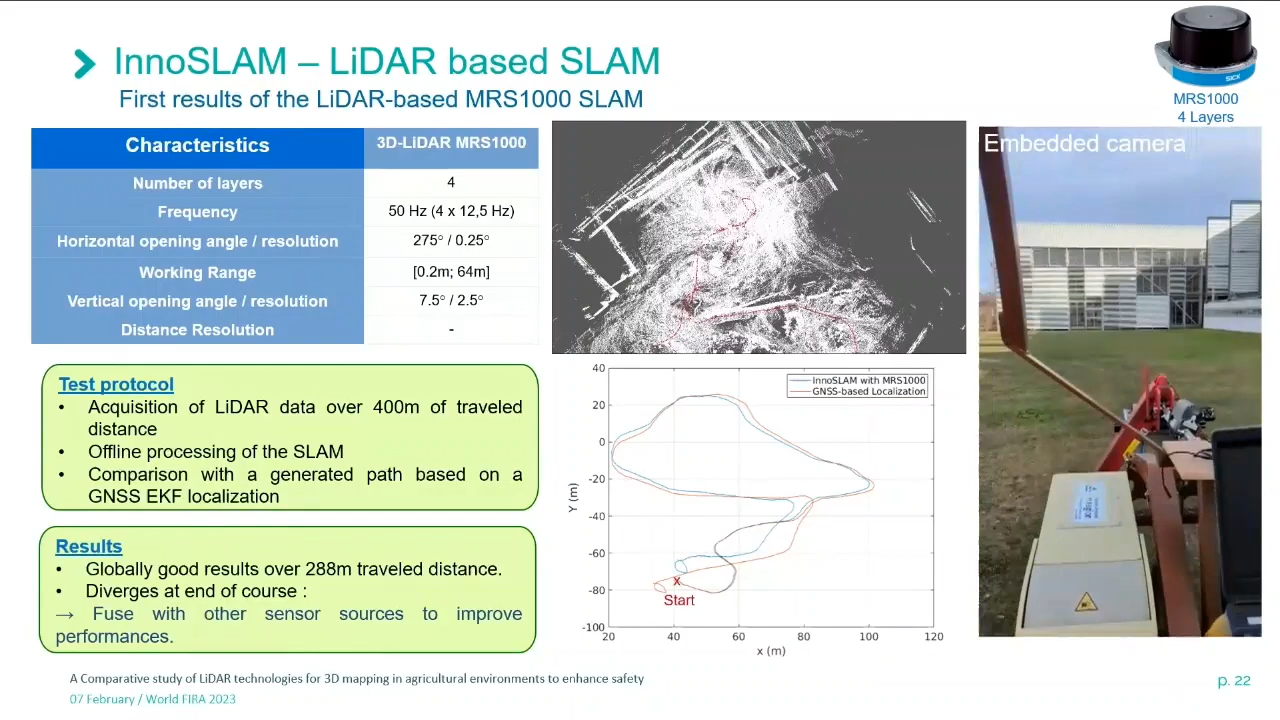 InnoSLAM – LiDAR based SLAM
First results of the LiDAR-based MRS1000 SLAM
SICK
MRS1000
4 Layers
Characteristics 3D-LiDAR MRS1000
Number of layers 4
Frequency 50 Hz (4 x 12,5 Hz)
Horizontal opening angle / resolution 275° / 0.25°
Working Range [0.2m; 64m]
Vertical opening angle / resolution 7.5° / 2.5°
Distance Resolution -
Embedded camera
Test protocol
• Acquisition of LiDAR data over 400m of traveled
distance
• Offline processing of the SLAM
• Comparison with a generated path based on a
GNSS EKF localization
Results
• Globally good results over 288m traveled distance.
• Diverges at end of course :
→ Fuse with other sensor sources to improve
performances.
InnoSLAM with MRS1000
GNSS-based Localization
40
20
0
-20
-40
-60
-80
-100
Y (m)
x
Start
20 40 60 80 100 120
x (m)
A Comparative study of LiDAR technologies for 3D mapping in agricultural environments to enhance safety
07 February / World FIRA 2023
p. 22